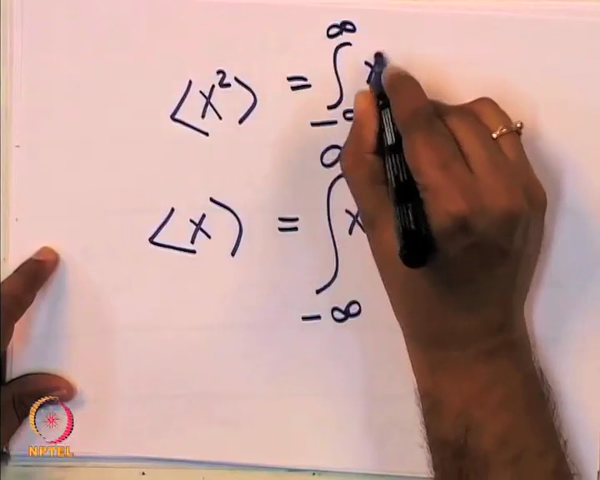 ⟨x²⟩ = ∫_{-∞}^{∞} x
⟨x⟩ = ∫_{-∞}^{∞} x
NPTEL